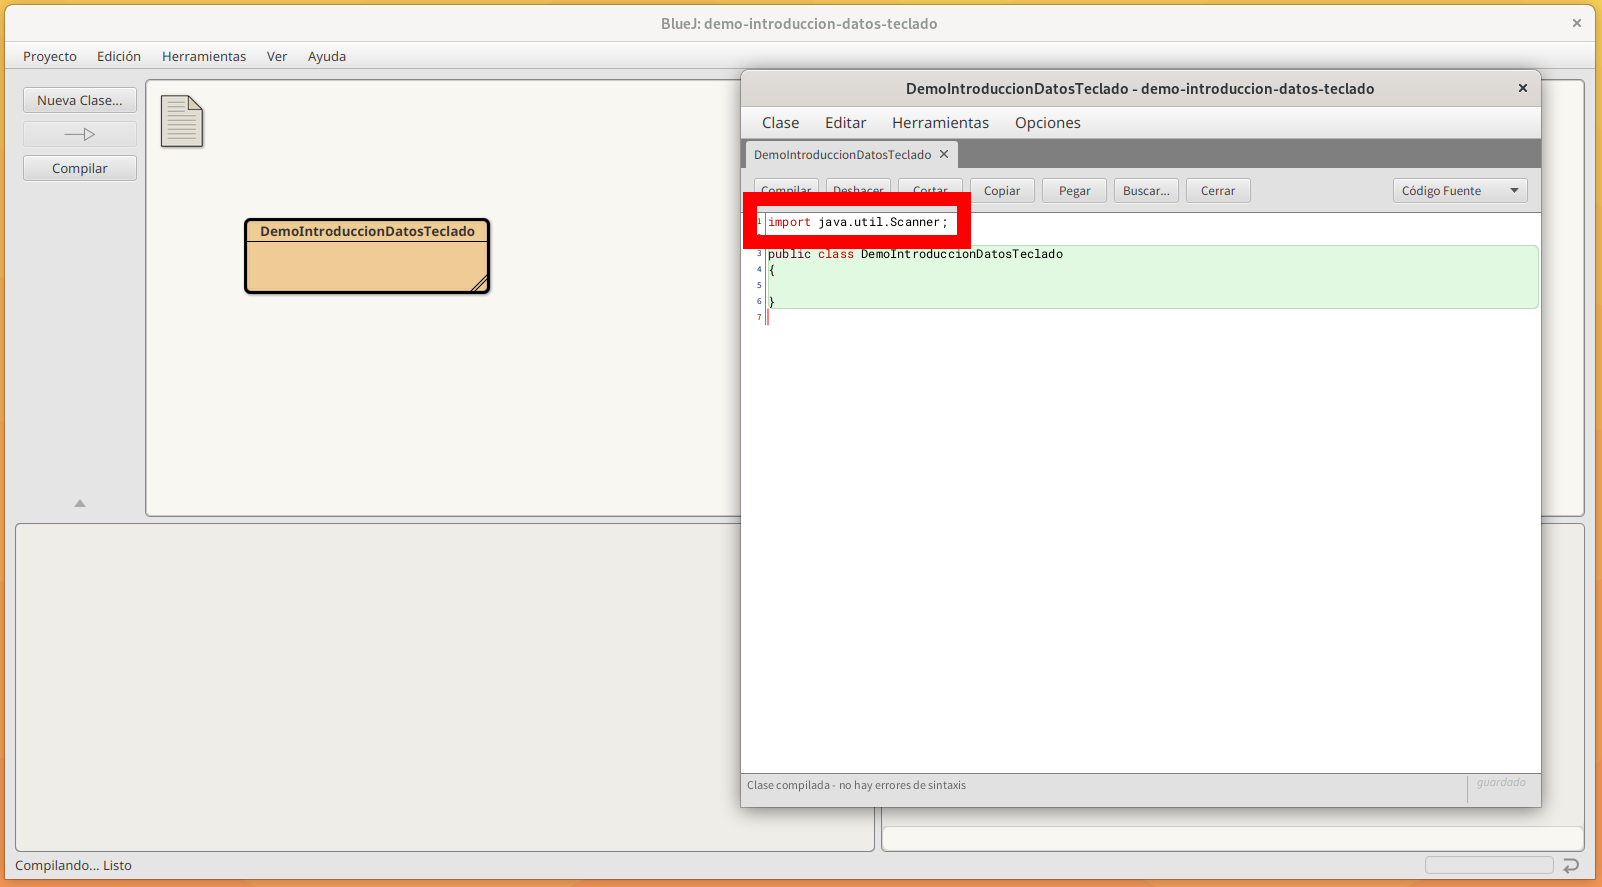 BlueJ: demo-introduccion-datos-teclado
Proyecto Edición Herramientas Ver Ayuda
Nueva Clase...
Compilar
DemoIntroduccionDatosTeclado
DemoIntroduccionDatosTeclado - demo-introduccion-datos-teclado
Clase Editar Herramientas Opciones
DemoIntroduccionDatosTeclado
Compilar Deshacer Cortar Copiar Pegar Buscar... Cerrar Código Fuente
1 import java.util.Scanner;
3 public class DemoIntroduccionDatosTeclado
4 {
5
6 }
7
Clase compilada - no hay errores de sintaxis
guardado
Compilando... Listo